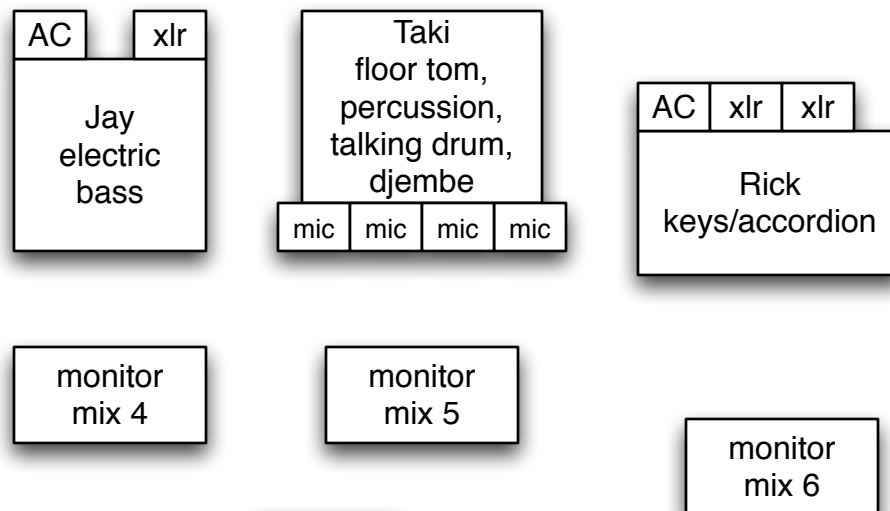 AC
xlr
Jay
electric
bass
Taki
floor tom,
percussion,
talking drum,
djembe
mic
mic
mic
mic
AC
xlr
xlr
Rick
keys/accordion
monitor
mix 4
monitor
mix 5
monitor
mix 6